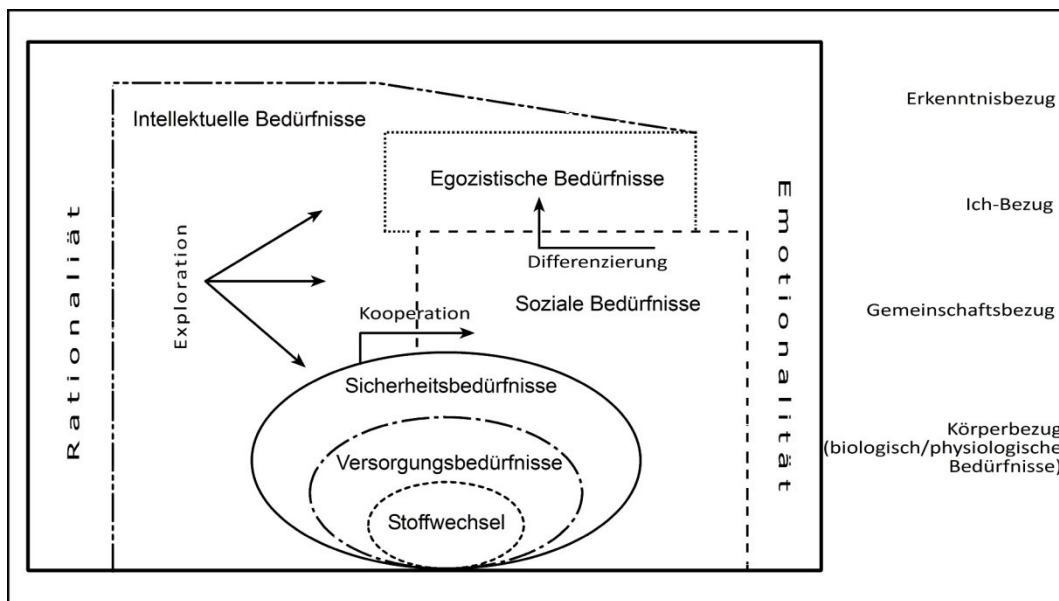 Erkenntnisbezug
Intellektuelle Bedürfnisse
Egozistische Bedürfnisse
Ich-Bezug
Rationaliät
Emotionalität
Exploration
Differenzierung
Soziale Bedürfnisse
Gemeinschaftsbezug
Kooperation
Sicherheitsbedürfnisse
Körperbezug
(biologisch/physiologische
Bedürfnisse)
Versorgungsbedürfnisse
Stoffwechsel